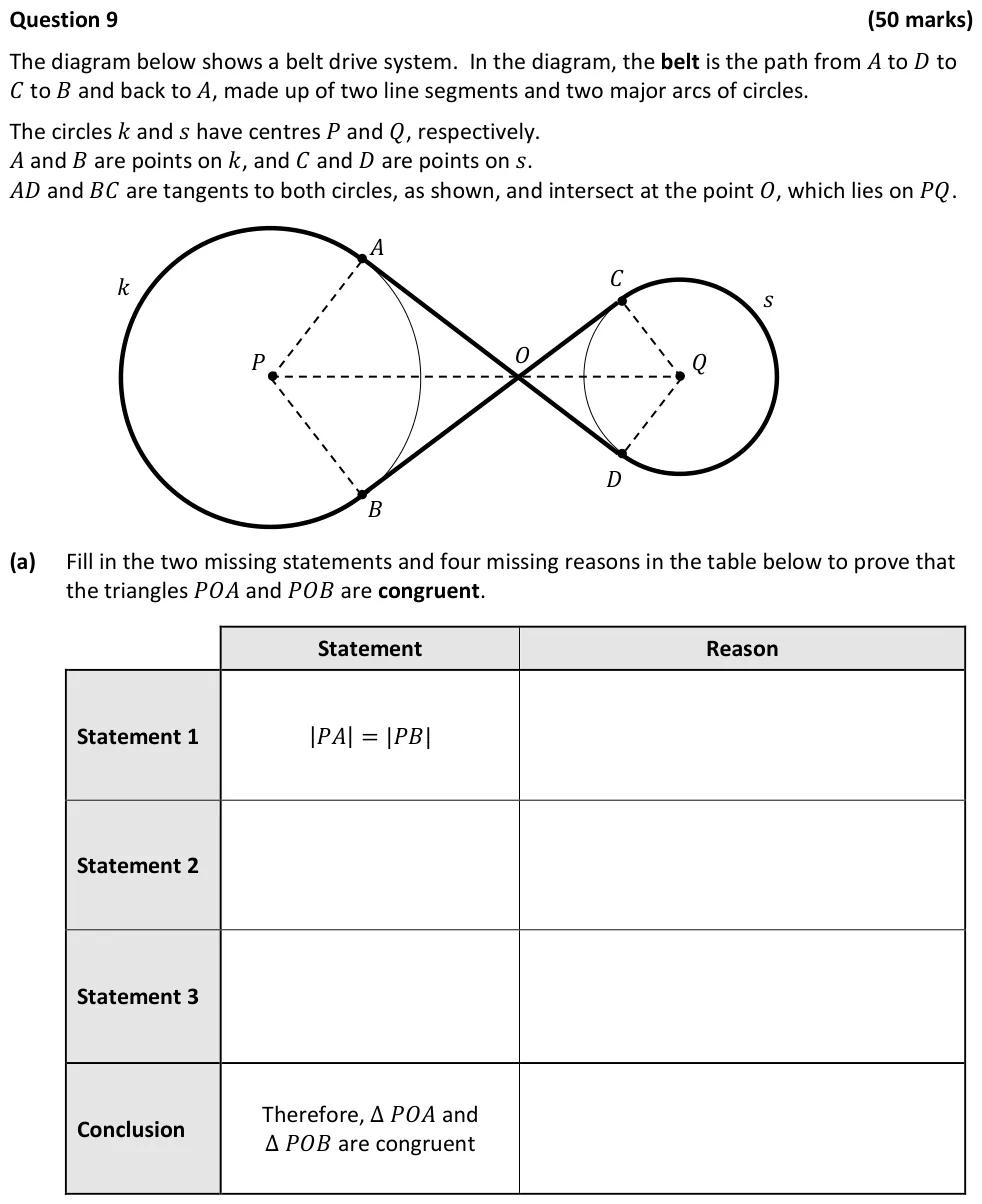 Question 9 (50 marks)
The diagram below shows a belt drive system. In the diagram, the belt is the path from A to D to
C to B and back to A, made up of two line segments and two major arcs of circles.
The circles k and s have centres P and Q, respectively.
A and B are points on k, and C and D are points on s.
AD and BC are tangents to both circles, as shown, and intersect at the point O, which lies on PQ.
A
C
k
s
P
O
Q
D
B
(a) Fill in the two missing statements and four missing reasons in the table below to prove that
the triangles POA and POB are congruent.
Statement Reason
Statement 1 |PA| = |PB|
Statement 2
Statement 3
Conclusion Therefore, Δ POA and
Δ POB are congruent